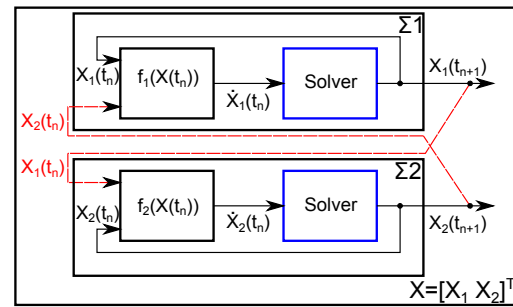 Σ1
X₁(tₙ)
f₁(X(tₙ))
Ẋ₁(tₙ)
Solver
X₁(tₙ₊₁)
X₂(tₙ)
X₁(tₙ)
Σ2
X₂(tₙ)
f₂(X(tₙ))
Ẋ₂(tₙ)
Solver
X₂(tₙ₊₁)
X=[X₁ X₂]ᵀ